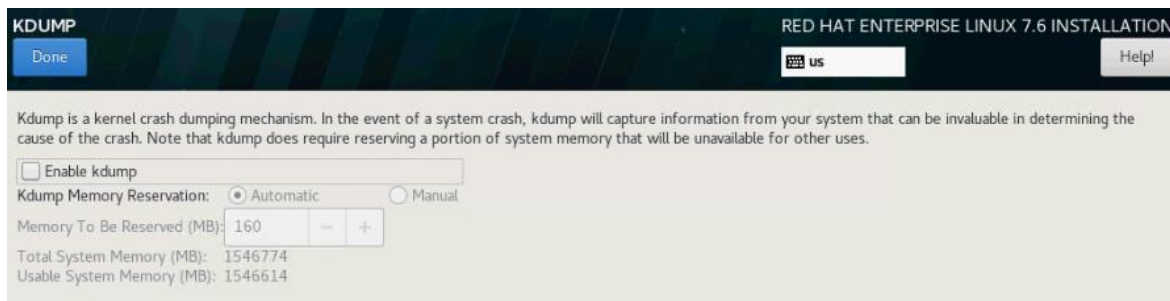 KDUMP
RED HAT ENTERPRISE LINUX 7.6 INSTALLATION
Done
us
Help!
Kdump is a kernel crash dumping mechanism. In the event of a system crash, kdump will capture information from your system that can be invaluable in determining the
cause of the crash. Note that kdump does require reserving a portion of system memory that will be unavailable for other uses.
Enable kdump
Kdump Memory Reservation: Automatic Manual
Memory To Be Reserved (MB): 160 − +
Total System Memory (MB): 1546774
Usable System Memory (MB): 1546614